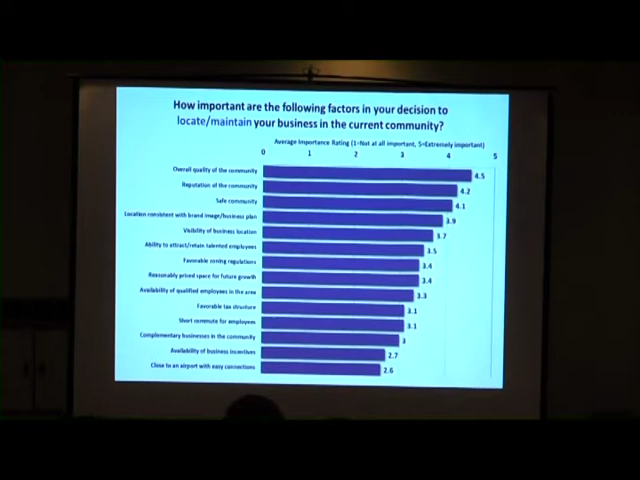 How important are the following factors in your decision to
locate/maintain your business in the current community?
Average Importance Rating (1=Not at all important, 5=Extremely important)
0 1 2 3 4 5
Overall quality of the community 4.5
Reputation of the community 4.2
Safe community 4.1
Location consistent with brand image/business plan 3.9
Visibility of business location 3.7
Ability to attract/retain talented employees 3.5
Favorable zoning regulations 3.4
Reasonably priced space for future growth 3.4
Availability of qualified employees in the area 3.3
Favorable tax structure 3.1
Short commute for employees 3.1
Complementary businesses in the community 3
Availability of business incentives 2.7
Close to an airport with easy connections 2.6